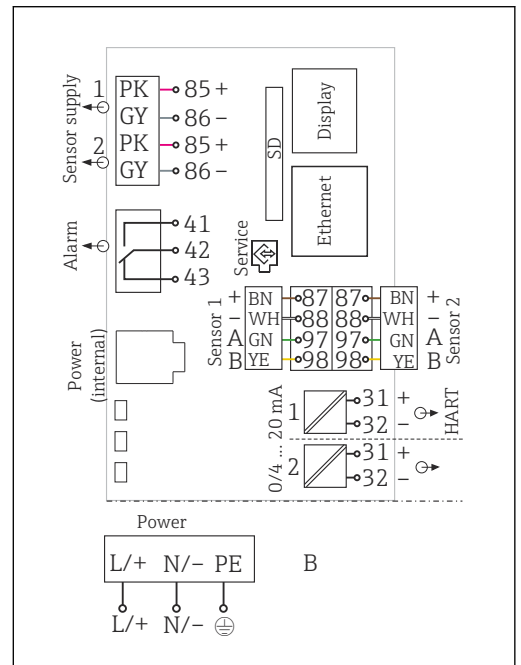 Sensor supply
1 PK 85 +
GY 86 –
2 PK 85 +
GY 86 –
Display
SD
Ethernet
Alarm
41
42
43
Service
Power
(internal)
Sensor 1
+ BN 87 87 BN +
– WH 88 88 WH –
A GN 97 97 GN A
B YE 98 98 YE B
Sensor 2
0/4 ... 20 mA
1 31 +
32 –
HART
2 31 +
32 –
Power
L/+ N/– PE
B
L/+ N/–